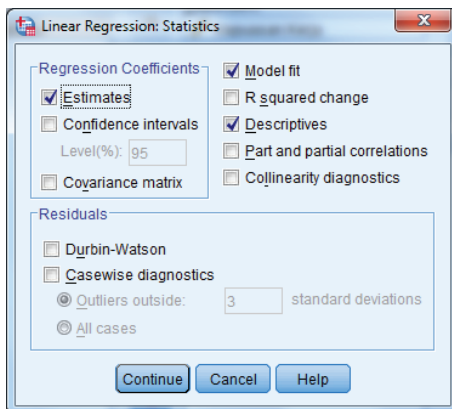 Linear Regression: Statistics
Regression Coefficients
Estimates
Confidence intervals
Level(%): 95
Covariance matrix
Model fit
R squared change
Descriptives
Part and partial correlations
Collinearity diagnostics
Residuals
Durbin-Watson
Casewise diagnostics
Outliers outside: 3 standard deviations
All cases
Continue Cancel Help